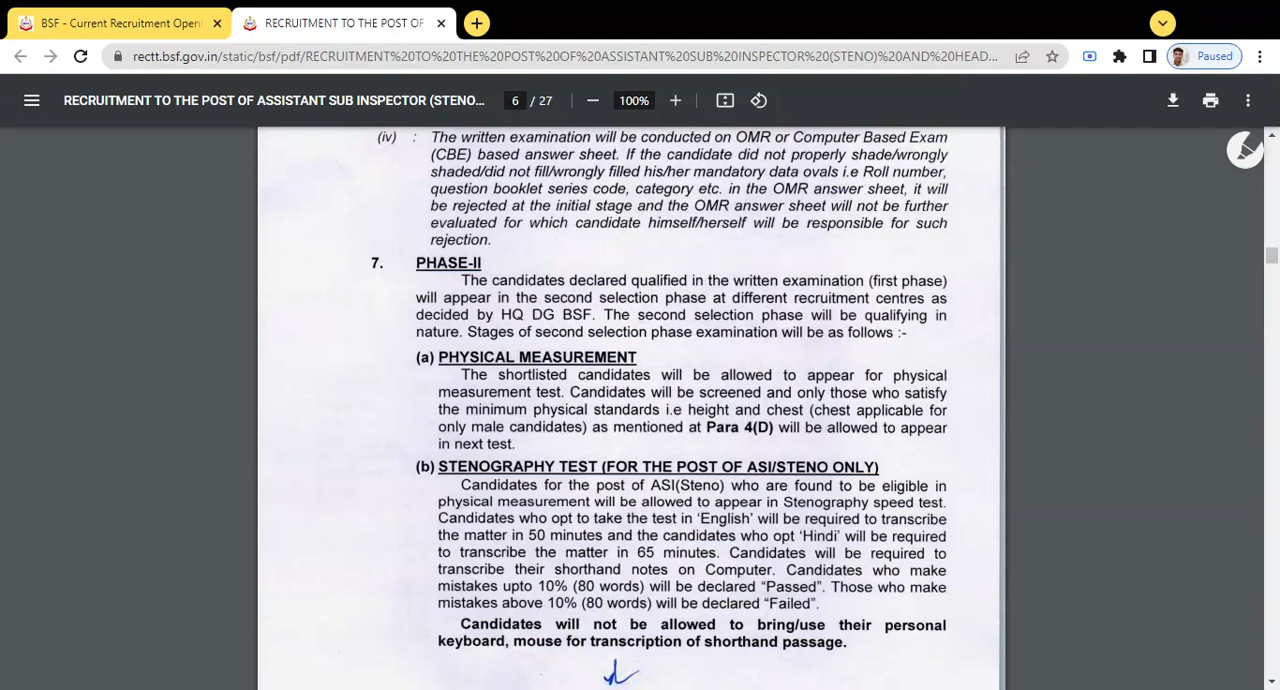 BSF - Current Recruitment Openi
RECRUITMENT TO THE POST OF
rectt.bsf.gov.in/static/bsf/pdf/RECRUITMENT%20TO%20THE%20POST%20OF%20ASSISTANT%20SUB%20INSPECTOR%20(STENO)%20AND%20HEAD...
Paused
RECRUITMENT TO THE POST OF ASSISTANT SUB INSPECTOR (STENO...
6 / 27
100%
(iv) : The written examination will be conducted on OMR or Computer Based Exam
(CBE) based answer sheet. If the candidate did not properly shade/wrongly
shaded/did not fill/wrongly filled his/her mandatory data ovals i.e Roll number,
question booklet series code, category etc. in the OMR answer sheet, it will
be rejected at the initial stage and the OMR answer sheet will not be further
evaluated for which candidate himself/herself will be responsible for such
rejection.
7. PHASE-II
The candidates declared qualified in the written examination (first phase)
will appear in the second selection phase at different recruitment centres as
decided by HQ DG BSF. The second selection phase will be qualifying in
nature. Stages of second selection phase examination will be as follows :-
(a) PHYSICAL MEASUREMENT
The shortlisted candidates will be allowed to appear for physical
measurement test. Candidates will be screened and only those who satisfy
the minimum physical standards i.e height and chest (chest applicable for
only male candidates) as mentioned at Para 4(D) will be allowed to appear
in next test.
(b) STENOGRAPHY TEST (FOR THE POST OF ASI/STENO ONLY)
Candidates for the post of ASI(Steno) who are found to be eligible in
physical measurement will be allowed to appear in Stenography speed test.
Candidates who opt to take the test in ‘English’ will be required to transcribe
the matter in 50 minutes and the candidates who opt ‘Hindi’ will be required
to transcribe the matter in 65 minutes. Candidates will be required to
transcribe their shorthand notes on Computer. Candidates who make
mistakes upto 10% (80 words) will be declared “Passed”. Those who make
mistakes above 10% (80 words) will be declared “Failed”.
Candidates will not be allowed to bring/use their personal
keyboard, mouse for transcription of shorthand passage.